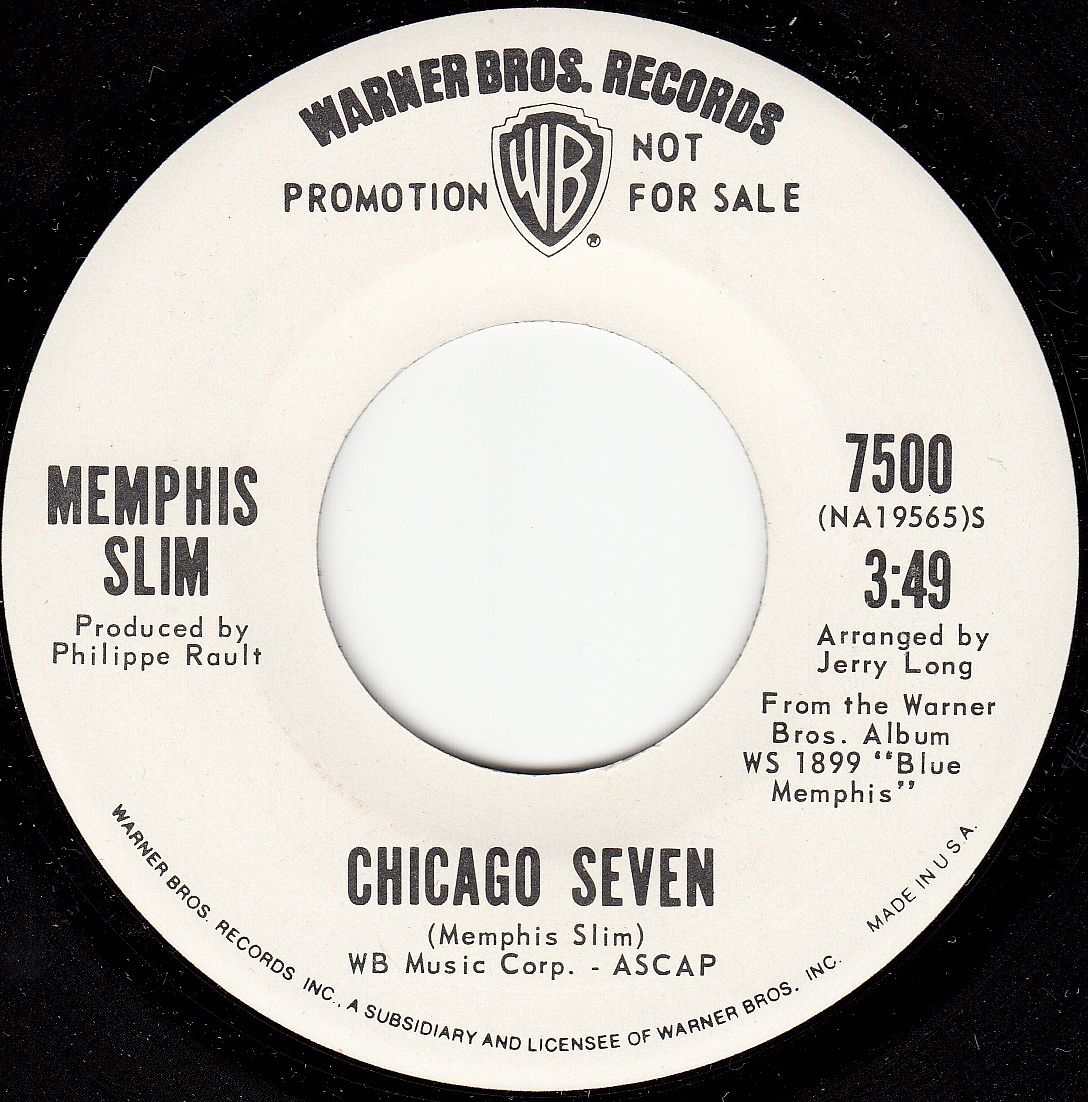 WARNER BROS. RECORDS
WB
®
PROMOTION
NOT
FOR SALE
MEMPHIS
SLIM
Produced by
Philippe Rault
7500
(NA19565)S
3:49
Arranged by
Jerry Long
From the Warner
Bros. Album
WS 1899 “Blue
Memphis”
CHICAGO SEVEN
(Memphis Slim)
WB Music Corp. - ASCAP
WARNER BROS. RECORDS INC., A SUBSIDIARY AND LICENSEE OF WARNER BROS. INC.
MADE IN U.S.A.